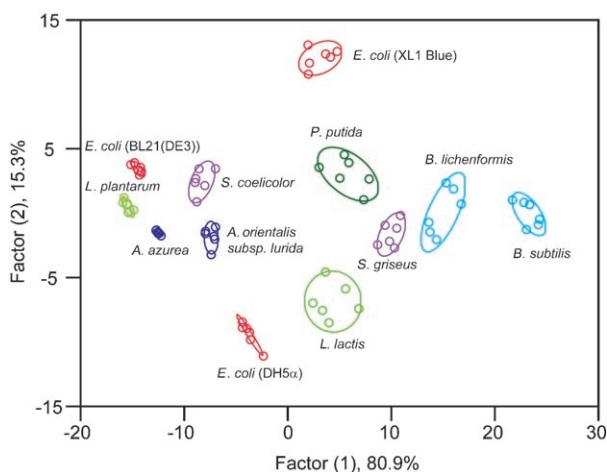 15
5
-5
-15
-20
-10
0
10
20
30
Factor (2), 15.3%
Factor (1), 80.9%
E. coli (XL1 Blue)
E. coli (BL21(DE3))
L. plantarum
S. coelicolor
P. putida
B. lichenformis
A. azurea
A. orientalis
subsp. lurida
S. griseus
B. subtilis
L. lactis
E. coli (DH5α)